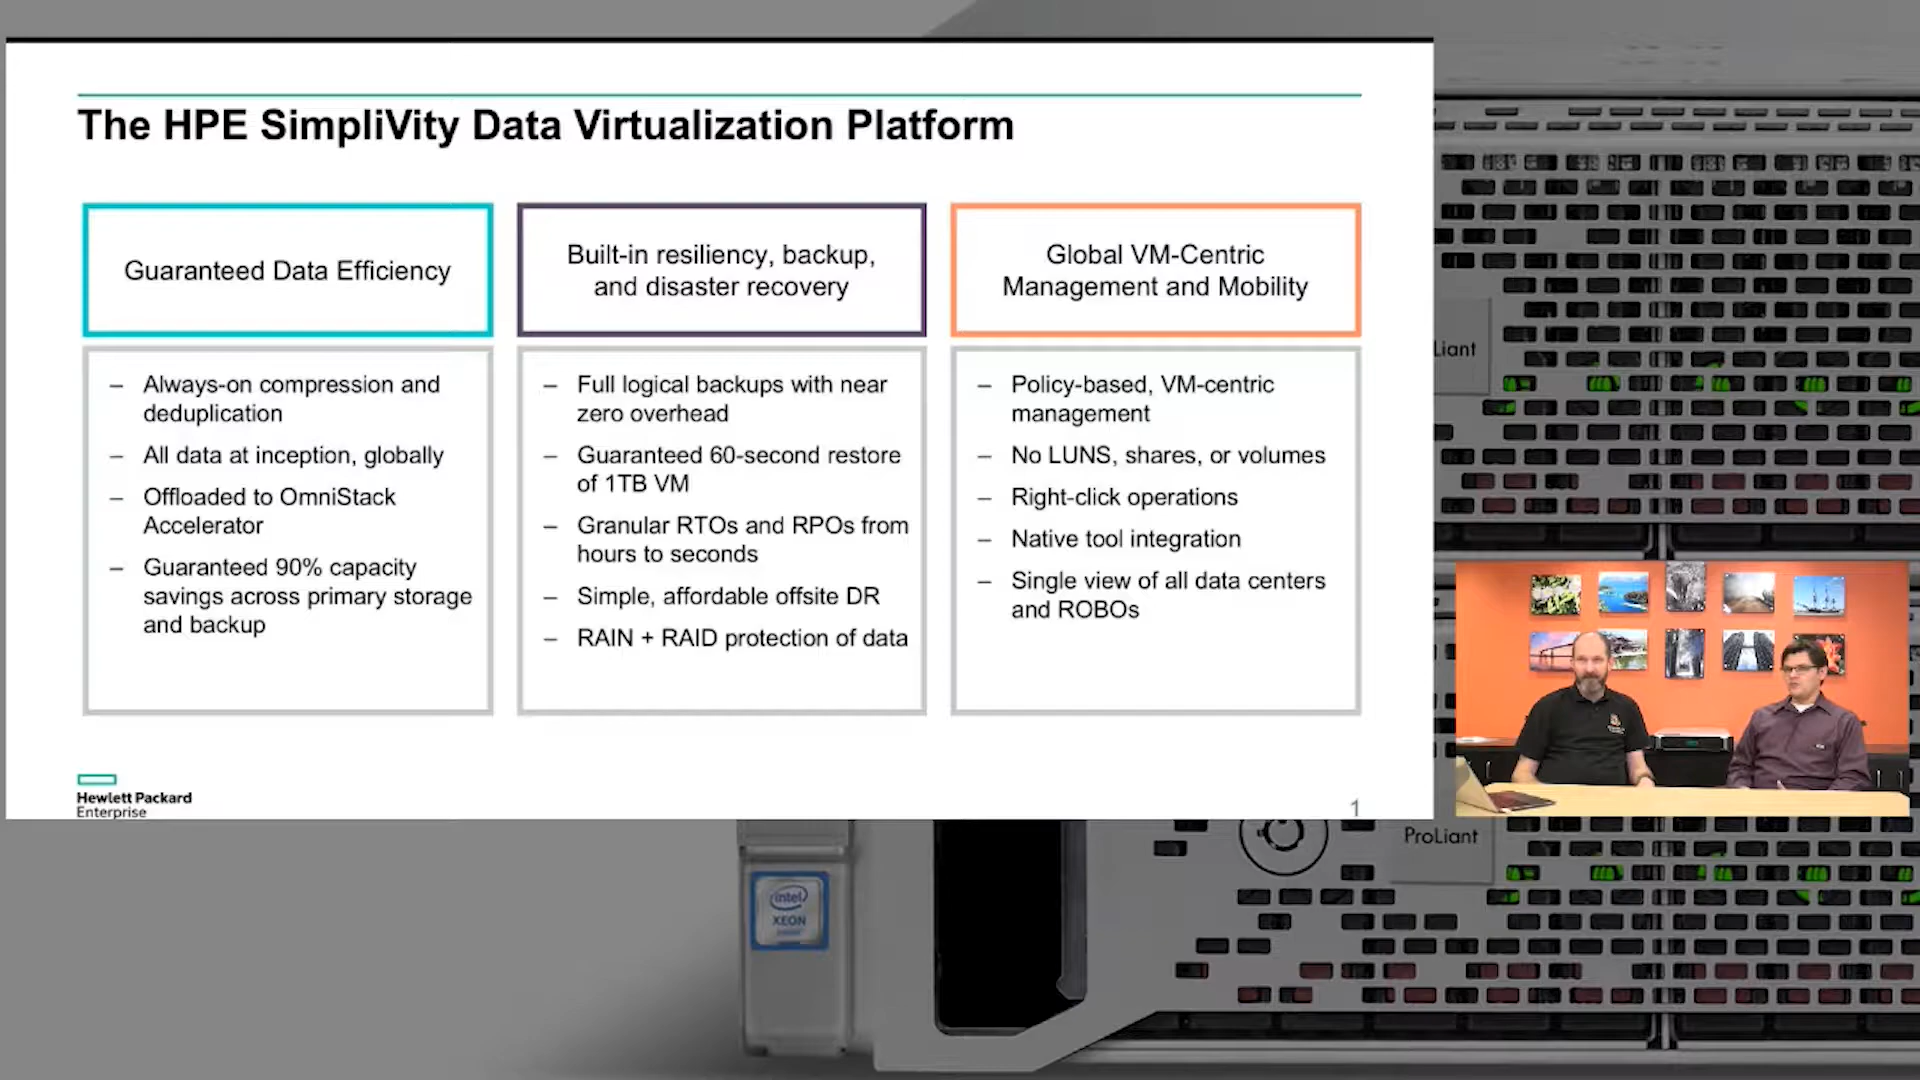 The HPE SimpliVity Data Virtualization Platform
Guaranteed Data Efficiency
– Always-on compression and
deduplication
– All data at inception, globally
– Offloaded to OmniStack
Accelerator
– Guaranteed 90% capacity
savings across primary storage
and backup
Built-in resiliency, backup,
and disaster recovery
– Full logical backups with near
zero overhead
– Guaranteed 60-second restore
of 1TB VM
– Granular RTOs and RPOs from
hours to seconds
– Simple, affordable offsite DR
– RAIN + RAID protection of data
Global VM-Centric
Management and Mobility
– Policy-based, VM-centric
management
– No LUNS, shares, or volumes
– Right-click operations
– Native tool integration
– Single view of all data centers
and ROBOs
Hewlett Packard
Enterprise
1
Liant
ProLiant
intel
XEON